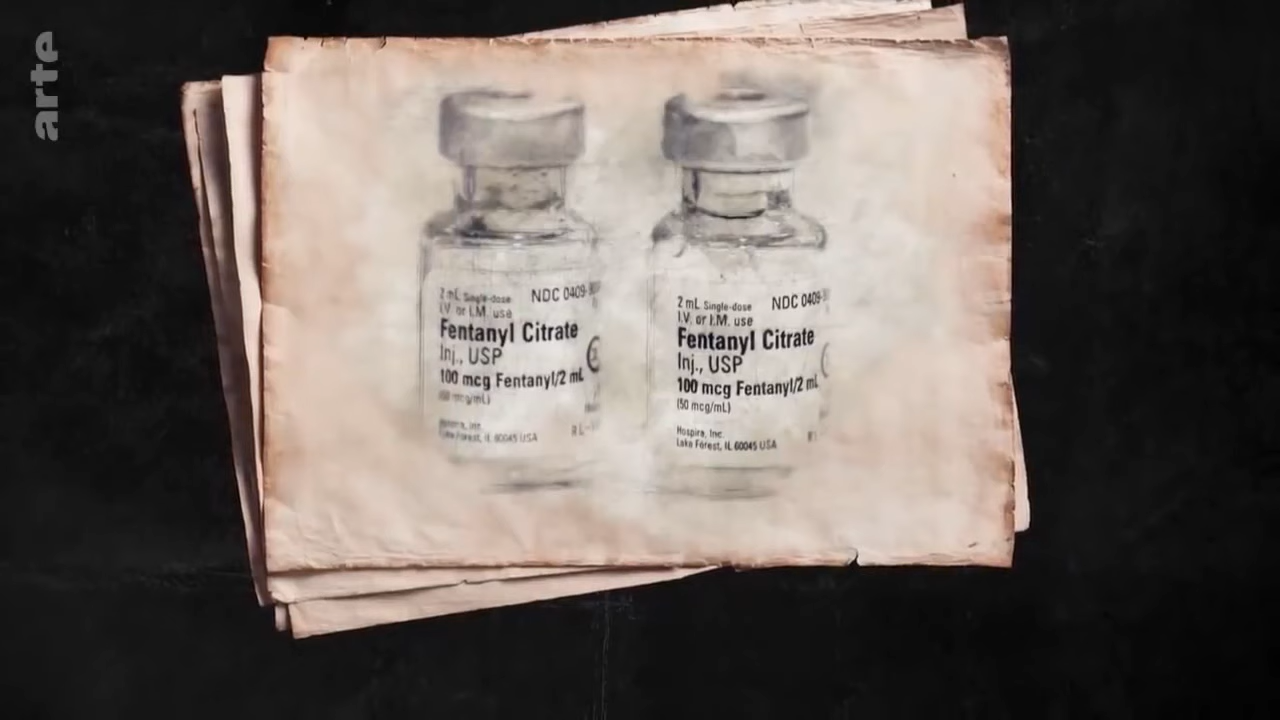 arte
2 mL Single-dose NDC 0409-
I.V. or I.M. use
Fentanyl Citrate
Inj., USP
100 mcg Fentanyl/2 mL
Lake Forest, IL 60045 USA
2 mL Single-dose NDC 0409-
I.V. or I.M. use
Fentanyl Citrate
Inj., USP
100 mcg Fentanyl/2 mL
(50 mcg/mL)
Hospira, Inc.
Lake Forest, IL 60045 USA